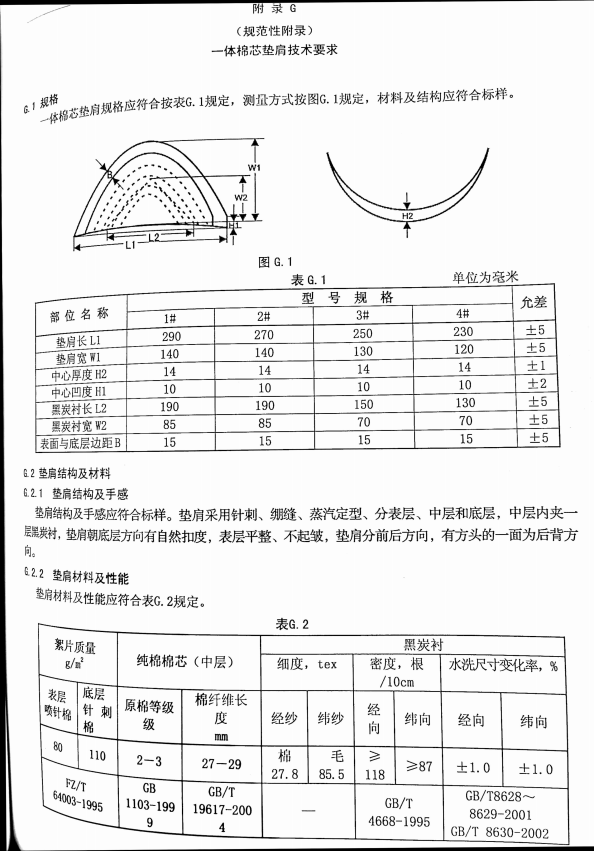 附 录 G
（规范性附录）
一体棉芯垫肩技术要求
G.1 规格
一体棉芯垫肩规格应符合按表G.1规定，测量方式按图G.1规定，材料及结构应符合标样。
B
W1
W2
H1
L2
L1
H2
图 G.1
表 G.1 单位为毫米
部 位 名 称 型 号 规 格 允差
1# 2# 3# 4#
垫肩长 L1 290 270 250 230 ±5
垫肩宽 W1 140 140 130 120 ±5
中心厚度 H2 14 14 14 14 ±1
中心凹度 H1 10 10 10 10 ±2
黑炭衬长 L2 190 190 150 130 ±5
黑炭衬宽 W2 85 85 70 70 ±5
表面与底层边距 B 15 15 15 15 ±5
G.2 垫肩结构及材料
G.2.1 垫肩结构及手感
垫肩结构及手感应符合标样。垫肩采用针刺、绷缝、蒸汽定型、分表层、中层和底层，中层内夹一
层黑炭衬，垫肩朝底层方向有自然扣度，表层平整、不起皱，垫肩分前后方向，有方头的一面为后背方
向。
G.2.2 垫肩材料及性能
垫肩材料及性能应符合表G.2规定。
表G.2
絮片质量
g/m²
纯棉棉芯（中层）
黑炭衬
细度，tex
密度，根
/10cm
水洗尺寸变化率，%
表层
喷针棉
底层
针 刺
棉
原棉等级
级
棉纤维长
度
mm
经纱
纬纱
经
向
纬向
经向
纬向
80
110
2—3
27—29
棉
27.8
毛
85.5
≥
118
≥87
±1.0
±1.0
FZ/T
64003-1995
GB
1103-199
9
GB/T
19617-200
4
—
GB/T
4668-1995
GB/T8628～
8629-2001
GB/T 8630-2002